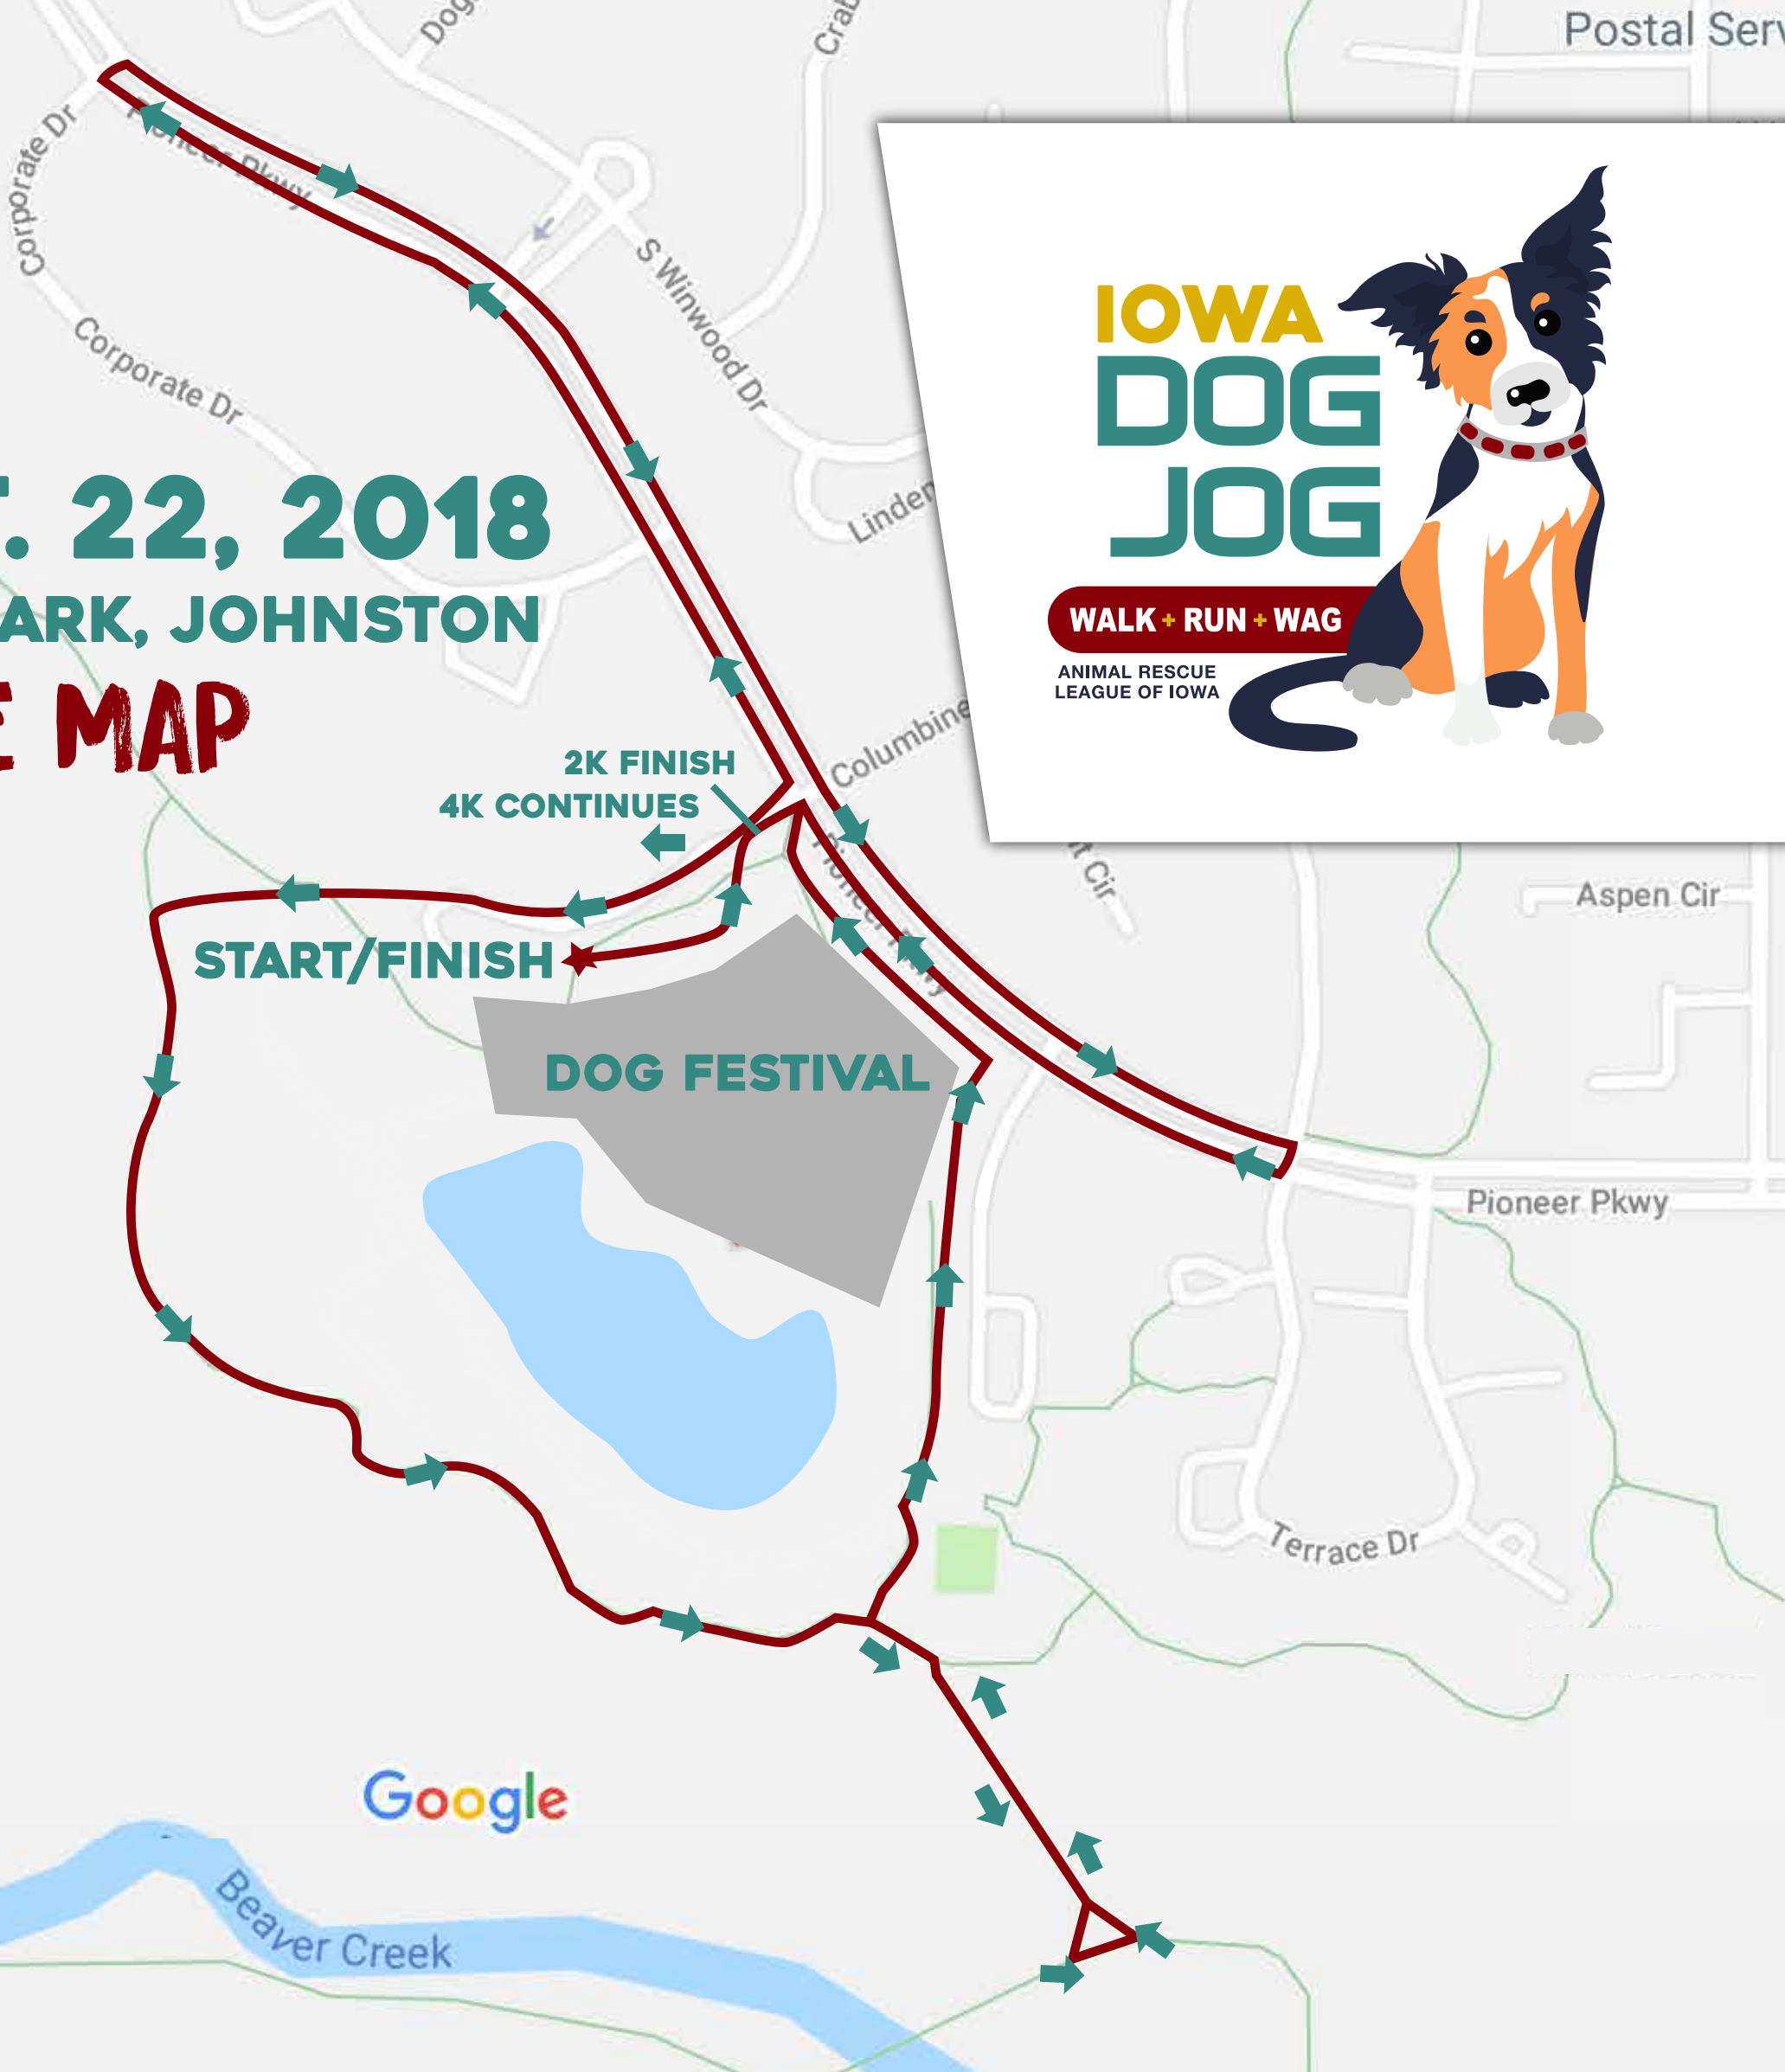 Postal Serv
Dog
Crab
Corporate Dr
Pioneer Pkwy
S Winwood Dr
Corporate Dr
Linden
IOWA
DOG
JOG
WALK + RUN + WAG
ANIMAL RESCUE
LEAGUE OF IOWA
. 22, 2018
ARK, JOHNSTON
E MAP
Columbine
2K FINISH
4K CONTINUES
Pioneer Pkwy
t Cir
Aspen Cir
START/FINISH
DOG FESTIVAL
Pioneer Pkwy
Terrace Dr
Google
Beaver Creek